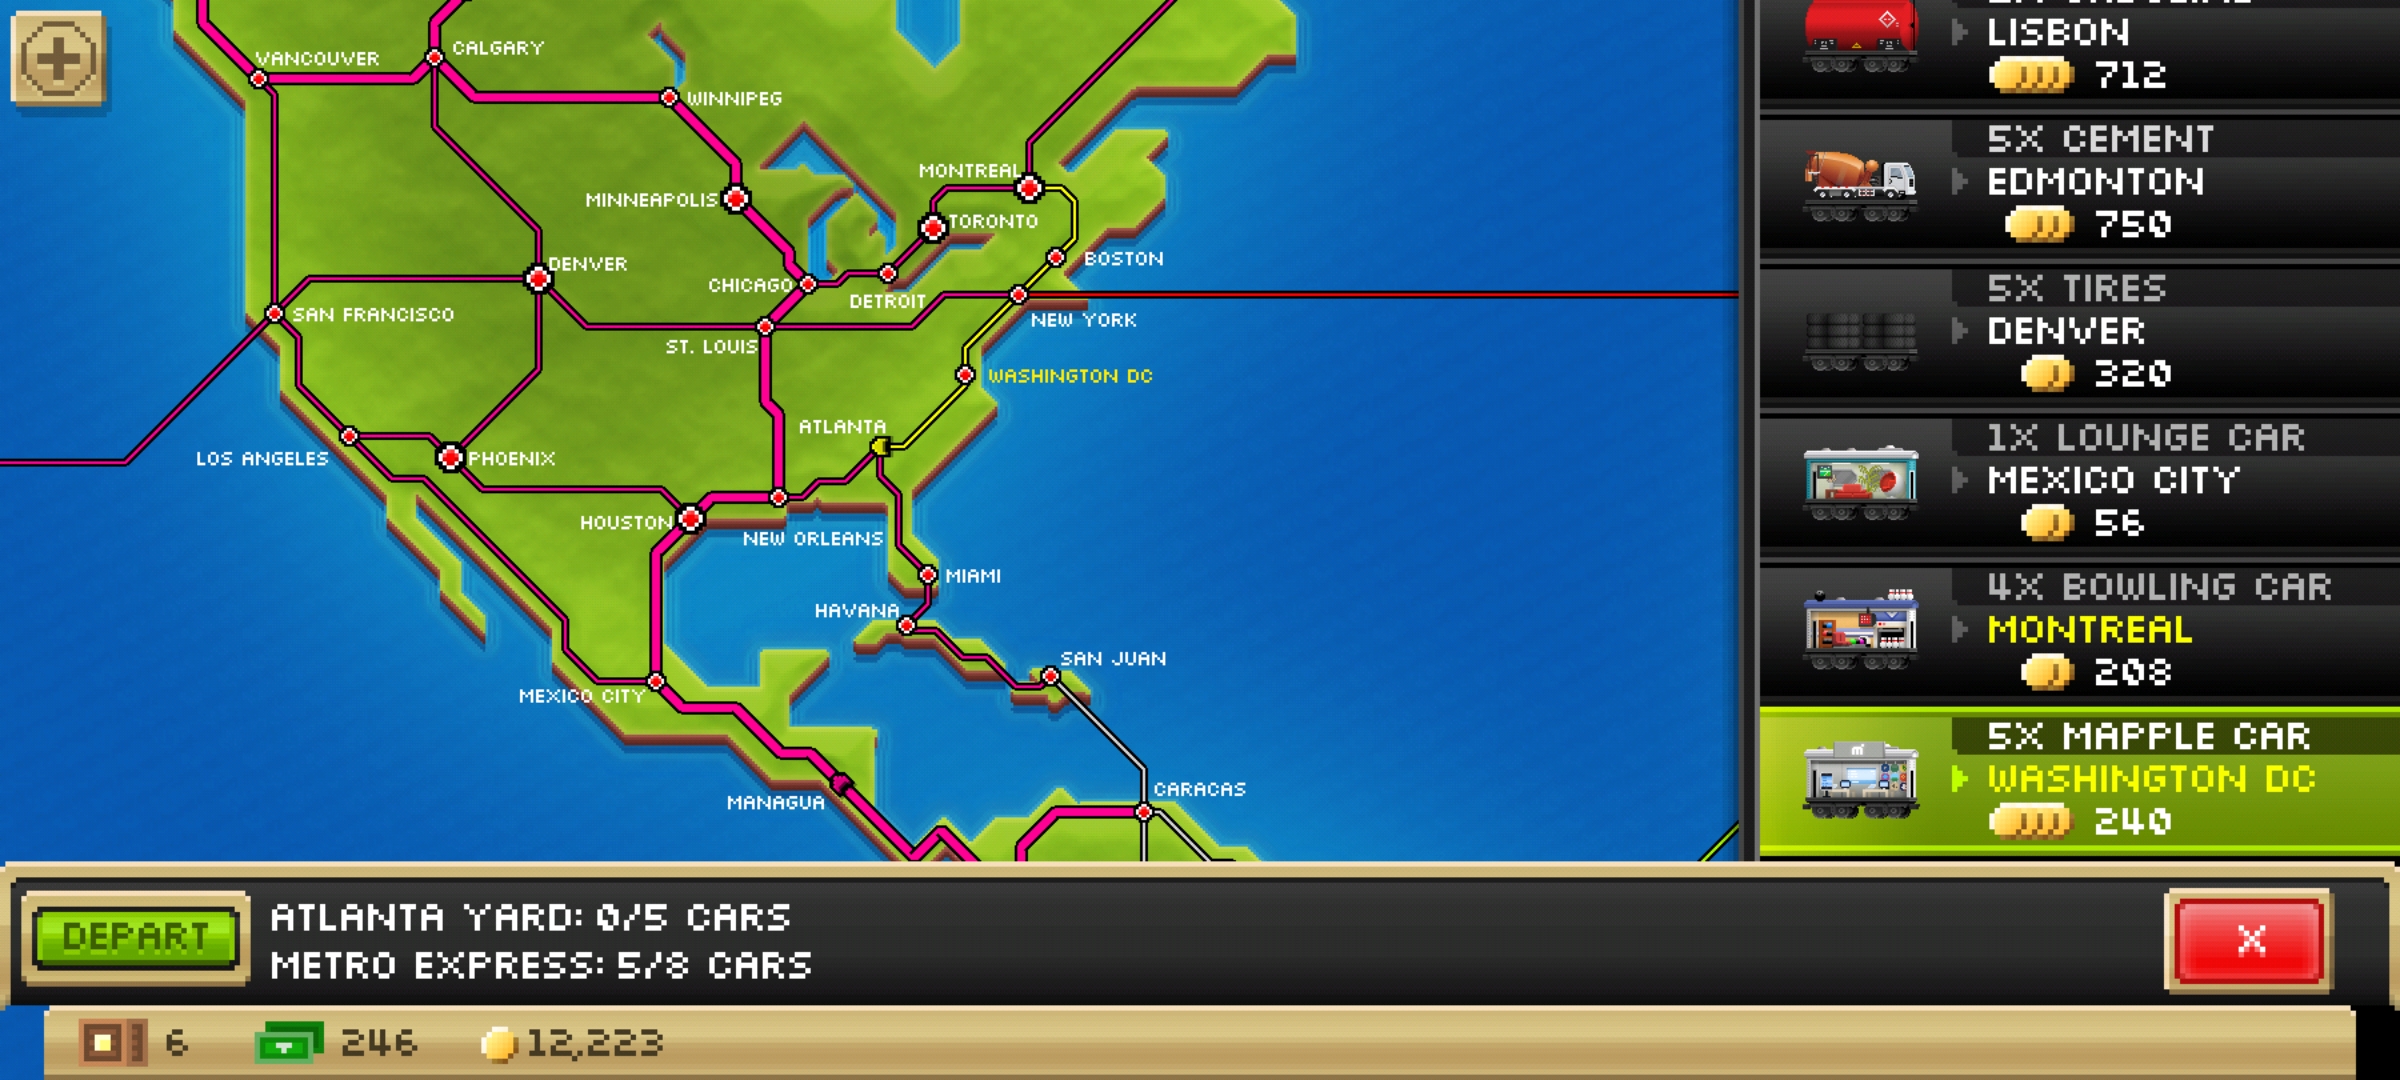 VANCOUVER
CALGARY
WINNIPEG
MONTREAL
MINNEAPOLIS
TORONTO
DENVER
BOSTON
CHICAGO
DETROIT
SAN FRANCISCO
NEW YORK
ST. LOUIS
WASHINGTON DC
ATLANTA
LOS ANGELES
PHOENIX
HOUSTON
NEW ORLEANS
MIAMI
HAVANA
SAN JUAN
MEXICO CITY
CARACAS
MANAGUA
LISBON
712
5X CEMENT
EDMONTON
750
5X TIRES
DENVER
320
1X LOUNGE CAR
MEXICO CITY
56
4X BOWLING CAR
MONTREAL
208
5X MAPPLE CAR
WASHINGTON DC
240
DEPART
ATLANTA YARD: 0/5 CARS
METRO EXPRESS: 5/8 CARS
X
6
246
12,223